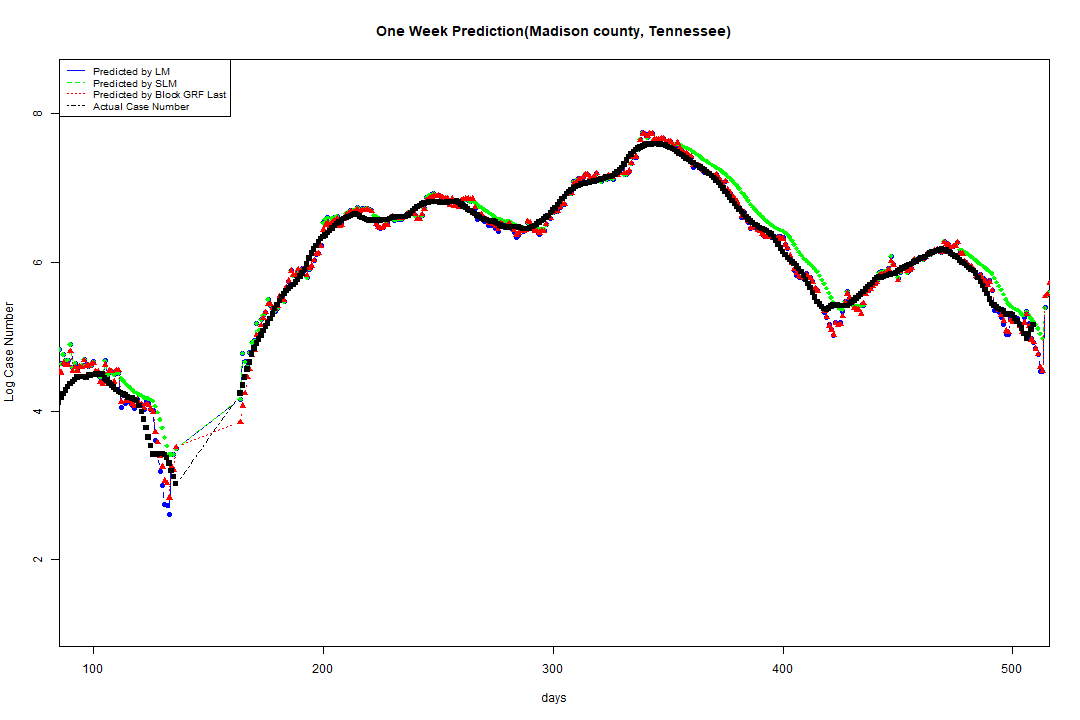 One Week Prediction(Madison county, Tennessee)
Predicted by LM
Predicted by SLM
Predicted by Block GRF Last
Actual Case Number
8
6
4
2
Log Case Number
100 200 300 400 500
days